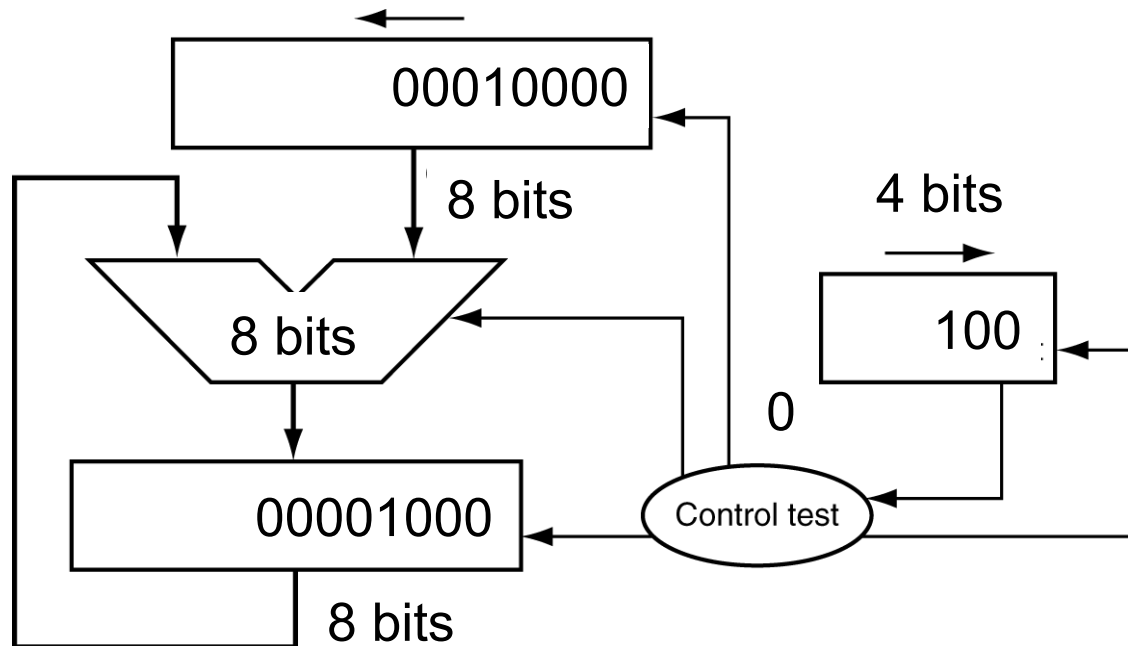 00010000
8 bits
4 bits
8 bits
100
0
00001000
Control test
8 bits